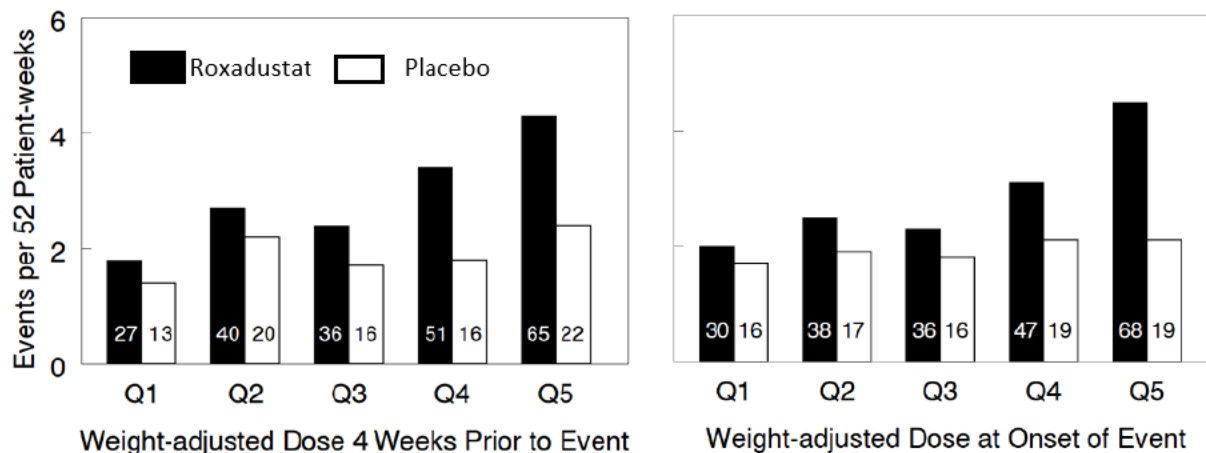 Events per 52 Patient-weeks
6
4
2
0
Roxadustat Placebo
27 13 40 20 36 16 51 16 65 22
Q1 Q2 Q3 Q4 Q5
Weight-adjusted Dose 4 Weeks Prior to Event
30 16 38 17 36 16 47 19 68 19
Q1 Q2 Q3 Q4 Q5
Weight-adjusted Dose at Onset of Event